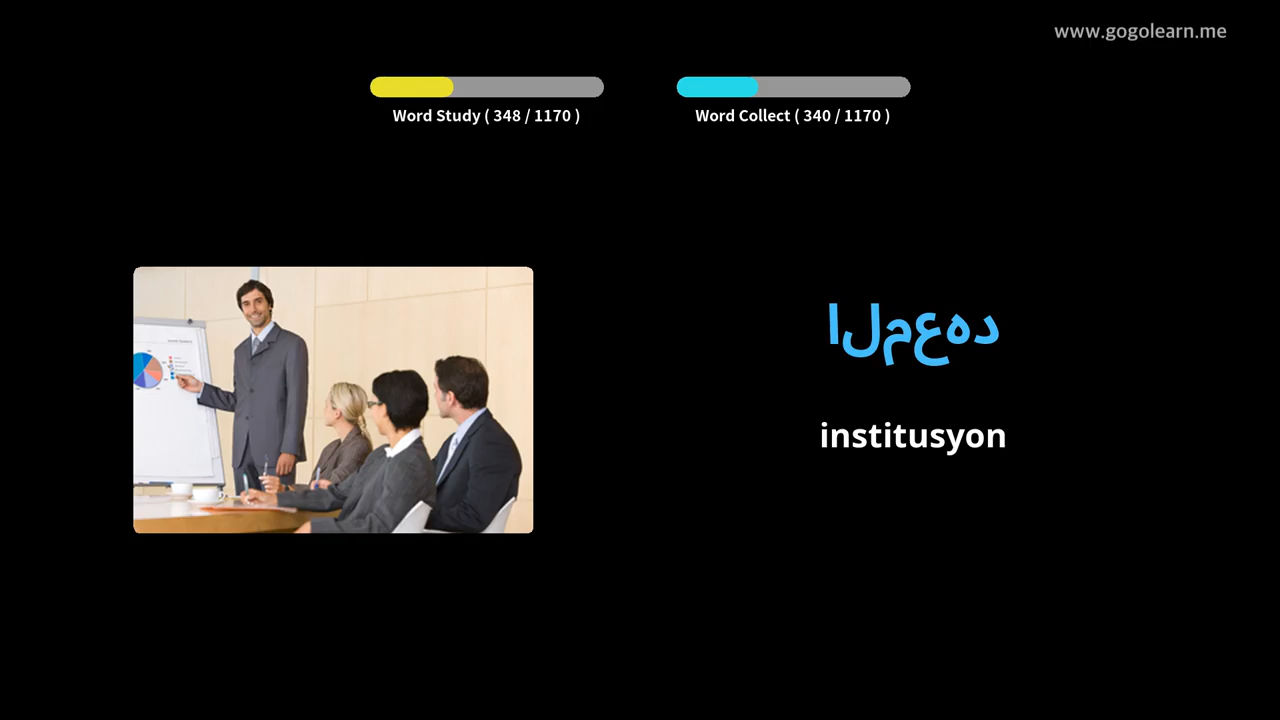 www.gogolearn.me
Word Study ( 348 / 1170 )
Word Collect ( 340 / 1170 )
المعهد
institusyon